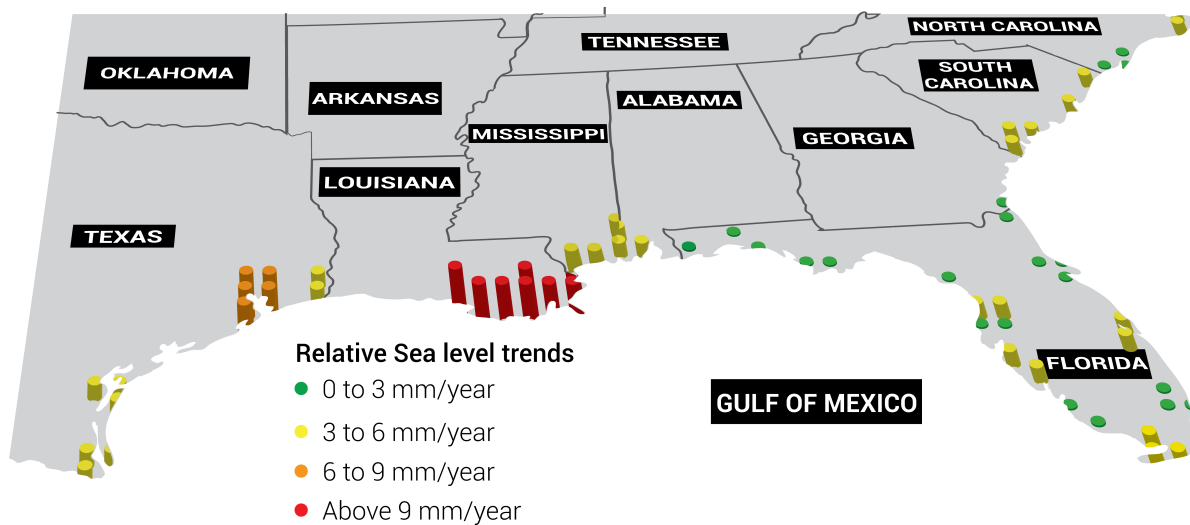 NORTH CAROLINA
TENNESSEE
OKLAHOMA
SOUTH
CAROLINA
ARKANSAS
ALABAMA
MISSISSIPPI
GEORGIA
LOUISIANA
TEXAS
Relative Sea level trends
0 to 3 mm/year
3 to 6 mm/year
6 to 9 mm/year
Above 9 mm/year
FLORIDA
GULF OF MEXICO